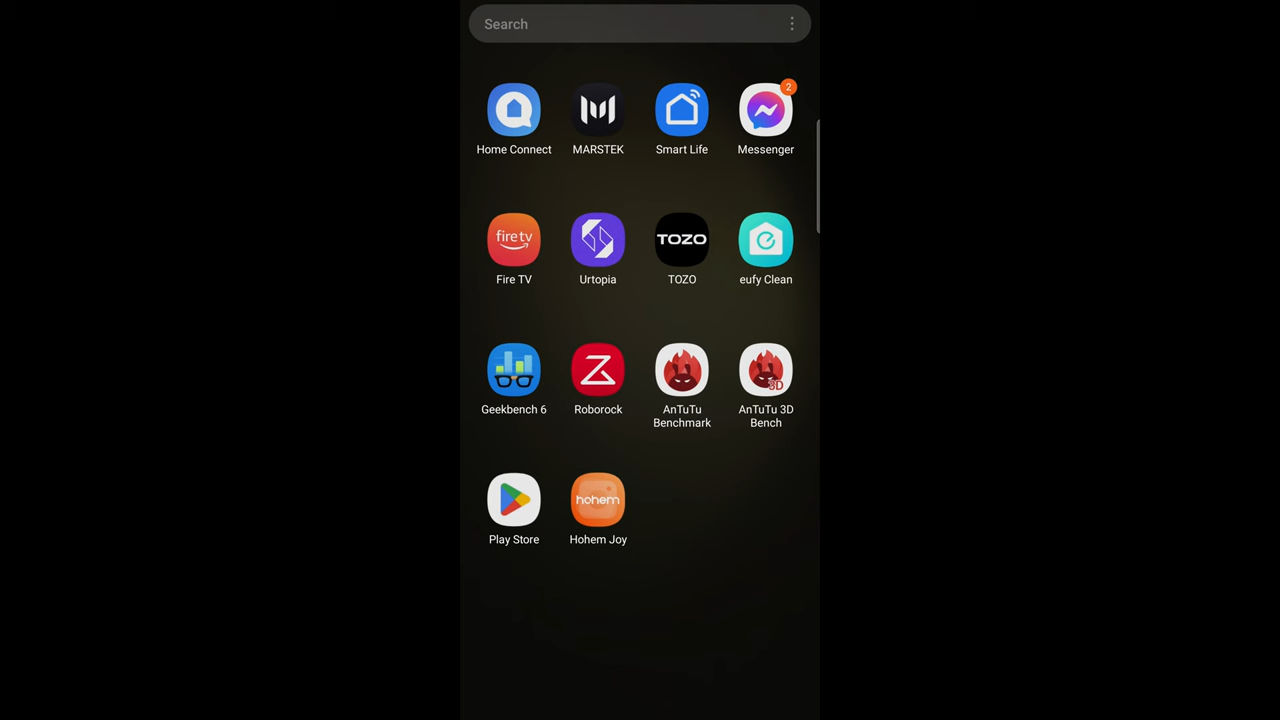 Search
2
Home Connect
MARSTEK
Smart Life
Messenger
firetv
TOZO
Fire TV
Urtopia
TOZO
eufy Clean
3D
Geekbench 6
Roborock
AnTuTu
Benchmark
AnTuTu 3D
Bench
hohem
Play Store
Hohem Joy